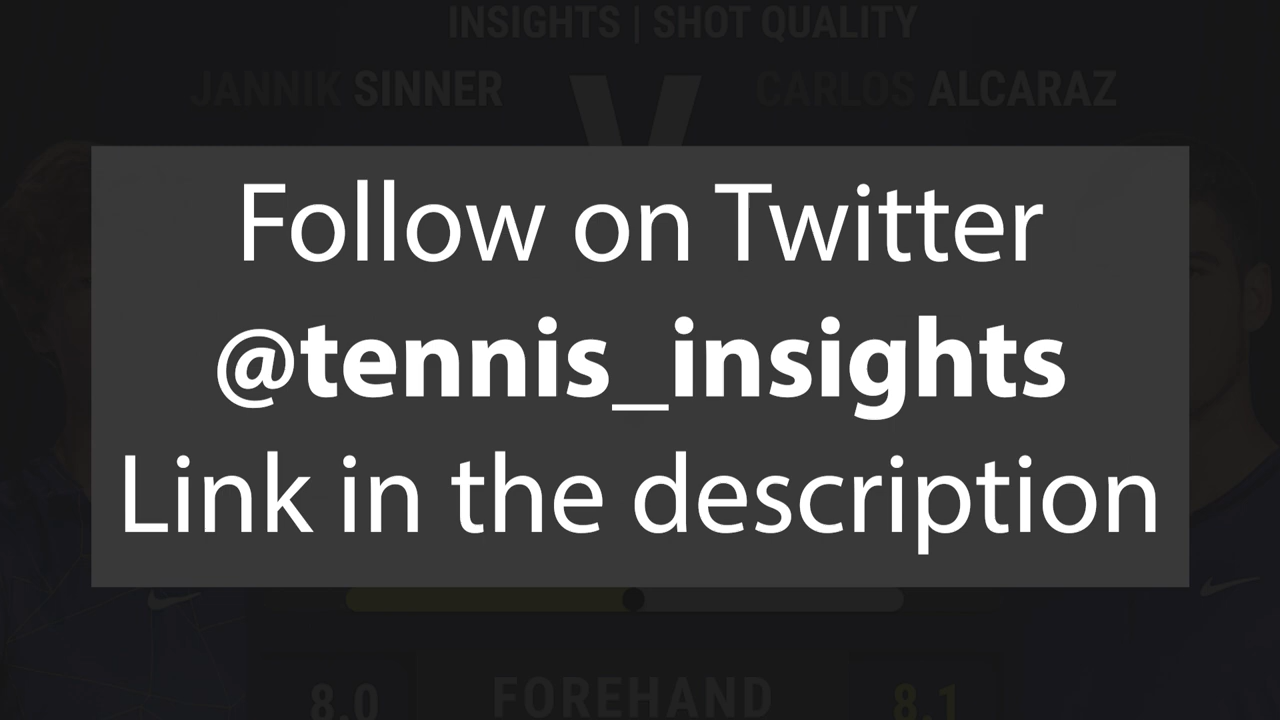 INSIGHTS | SHOT QUALITY
JANNIK SINNER
V
CARLOS ALCARAZ
Follow on Twitter
@tennis_insights
Link in the description
8.0
FOREHAND
8.1